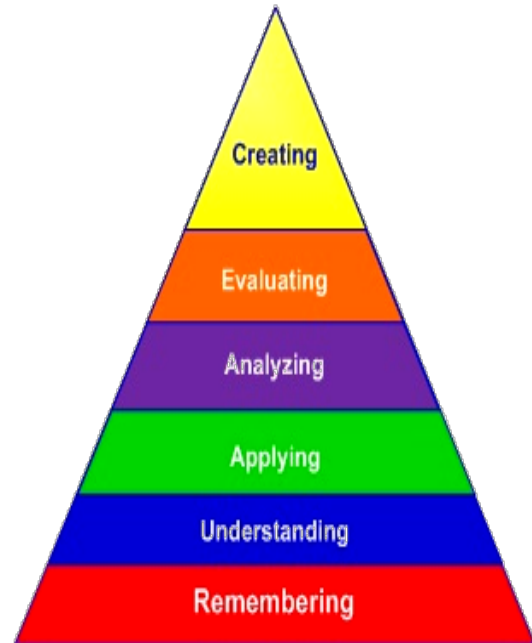 Creating
Evaluating
Analyzing
Applying
Understanding
Remembering